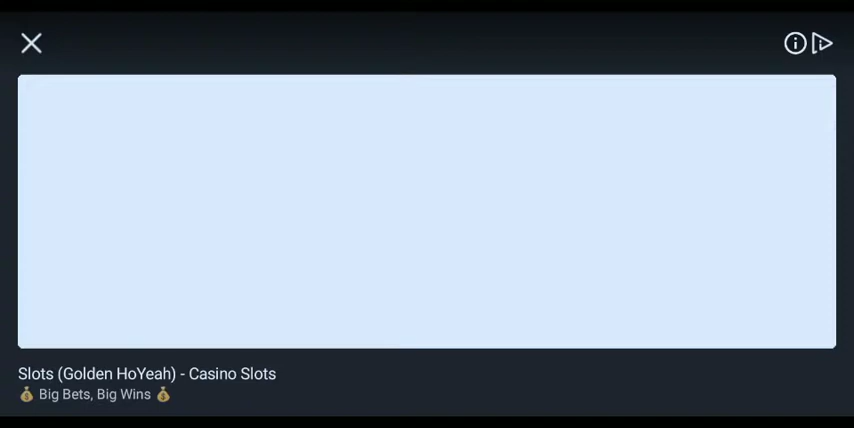 Slots (Golden HoYeah) - Casino Slots
💰 Big Bets, Big Wins 💰